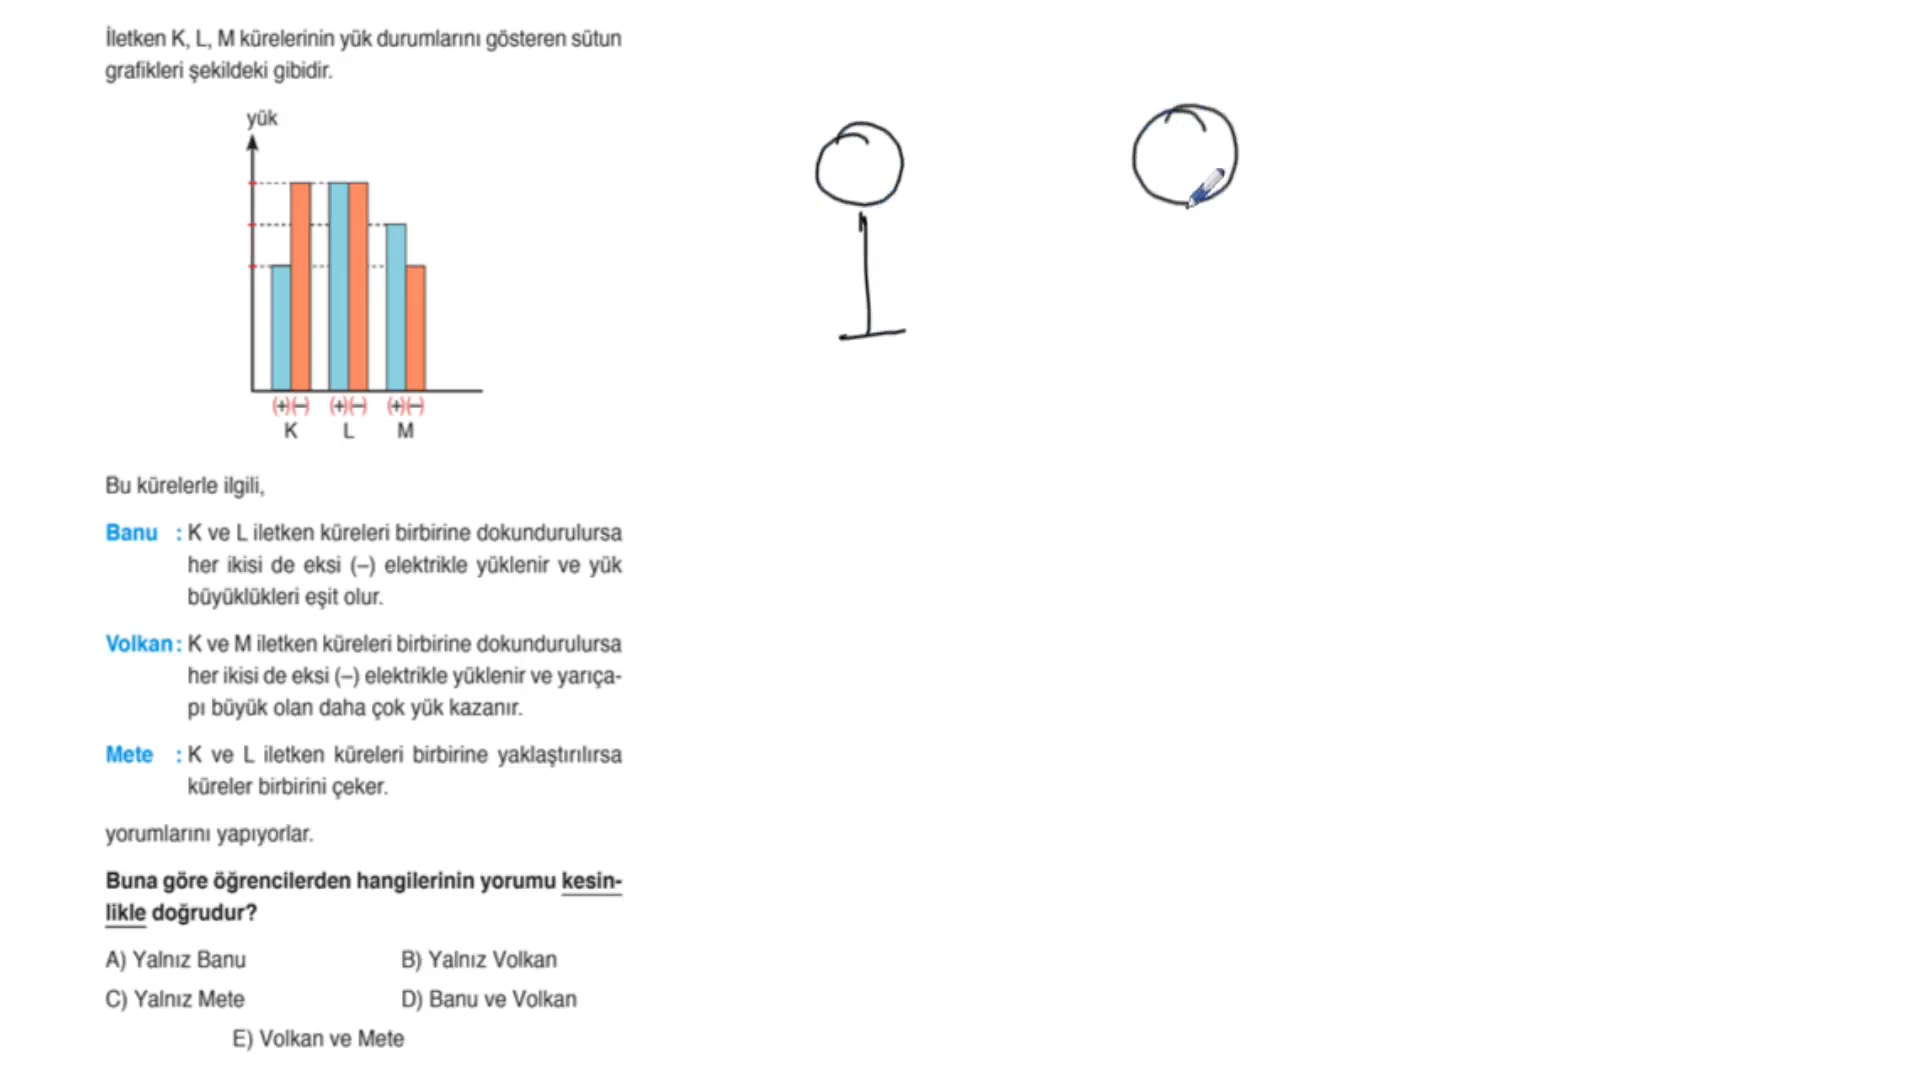 İletken K, L, M kürelerinin yük durumlarını gösteren sütun
grafikleri şekildeki gibidir.
yük
(+)(–) (+)(–) (+)(–)
K L M
Bu kürelerle ilgili,
Banu : K ve L iletken küreleri birbirine dokundurulursa
her ikisi de eksi (–) elektrikle yüklenir ve yük
büyüklükleri eşit olur.
Volkan : K ve M iletken küreleri birbirine dokundurulursa
her ikisi de eksi (–) elektrikle yüklenir ve yarıça-
pı büyük olan daha çok yük kazanır.
Mete : K ve L iletken küreleri birbirine yaklaştırılırsa
küreler birbirini çeker.
yorumlarını yapıyorlar.
Buna göre öğrencilerden hangilerinin yorumu kesin-
likle doğrudur?
A) Yalnız Banu B) Yalnız Volkan
C) Yalnız Mete D) Banu ve Volkan
E) Volkan ve Mete